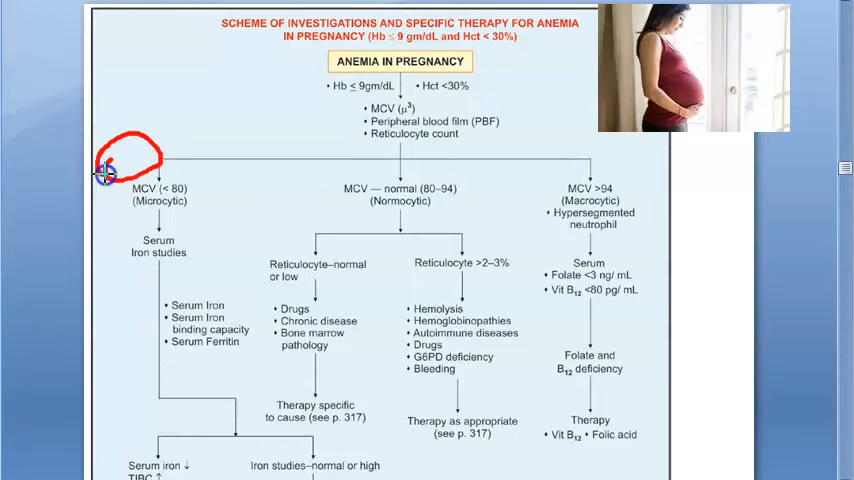 SCHEME OF INVESTIGATIONS AND SPECIFIC THERAPY FOR ANEMIA
IN PREGNANCY (Hb ≤ 9 gm/dL and Hct < 30%)
ANEMIA IN PREGNANCY
• Hb ≤ 9gm/dL • Hct <30%
• MCV (μ³)
• Peripheral blood film (PBF)
• Reticulocyte count
MCV (< 80)
(Microcytic)
Serum
Iron studies
• Serum Iron
• Serum Iron
binding capacity
• Serum Ferritin
MCV — normal (80–94)
(Normocytic)
Reticulocyte–normal
or low
• Drugs
• Chronic disease
• Bone marrow
pathology
Therapy specific
to cause (see p. 317)
Reticulocyte >2–3%
• Hemolysis
• Hemoglobinopathies
• Autoimmune diseases
• Drugs
• G6PD deficiency
• Bleeding
Therapy as appropriate
(see p. 317)
MCV >94
(Macrocytic)
• Hypersegmented
neutrophil
Serum
• Folate <3 ng/ mL
• Vit B12 <80 pg/ mL
Folate and
B12 deficiency
Therapy
• Vit B12 • Folic acid
Serum iron ↓
TIBC ↑
Iron studies–normal or high